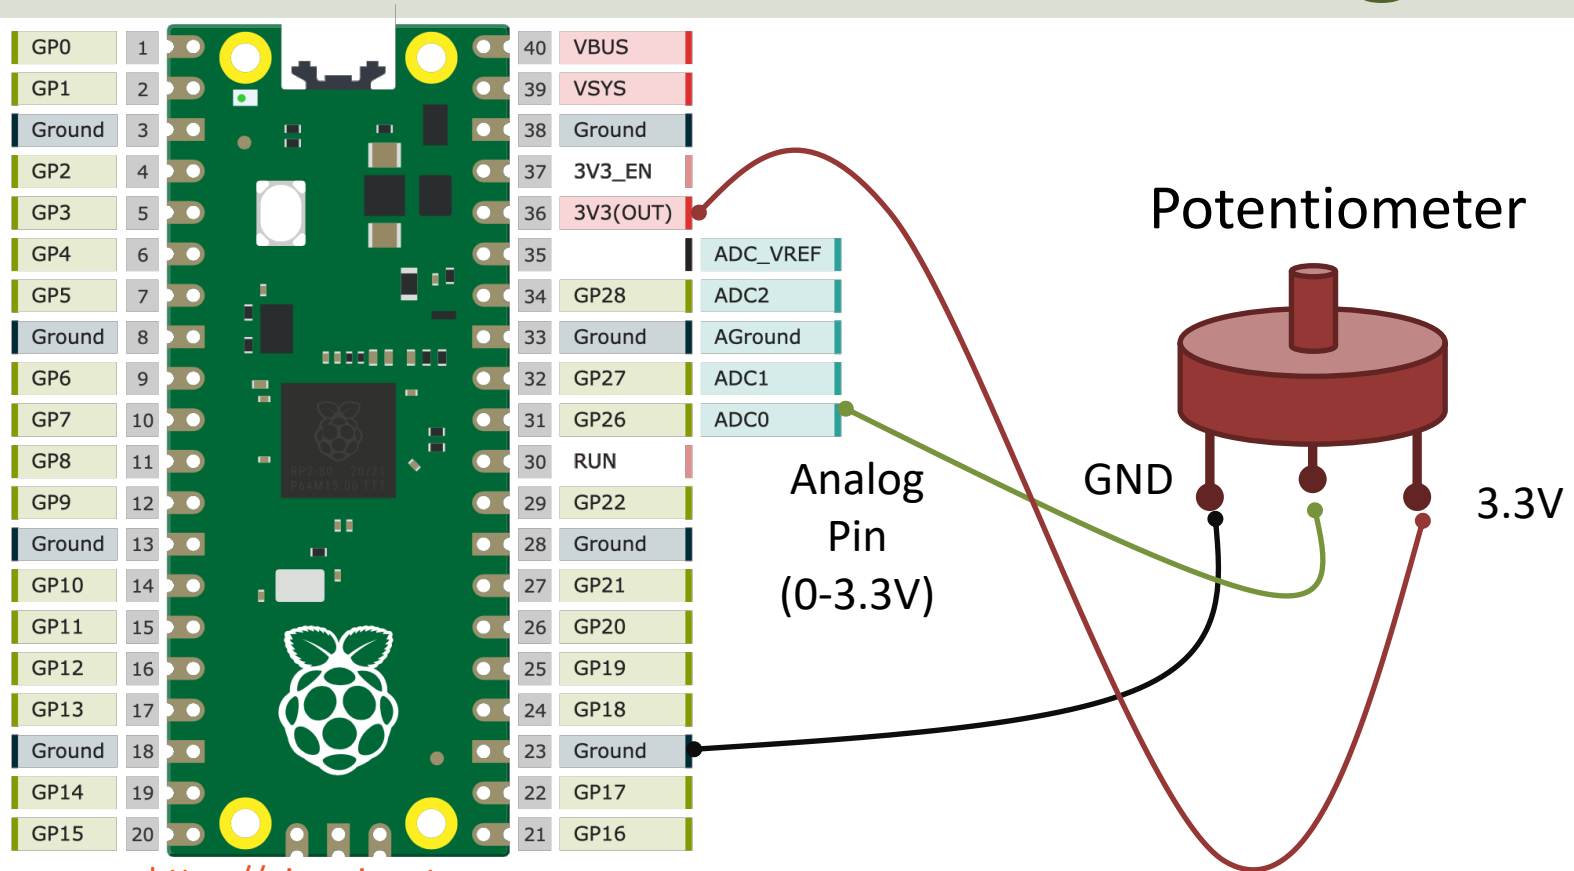 GP0 1 40 VBUS
GP1 2 39 VSYS
Ground 3 38 Ground
GP2 4 37 3V3_EN
GP3 5 36 3V3(OUT)
Potentiometer
GP4 6 35 ADC_VREF
GP5 7 34 GP28 ADC2
Ground 8 33 Ground AGround
GP6 9 32 GP27 ADC1
GP7 10 31 GP26 ADC0
GP8 11 30 RUN
Analog
Pin
(0-3.3V)
GND
3.3V
GP9 12 29 GP22
Ground 13 28 Ground
GP10 14 27 GP21
GP11 15 26 GP20
GP12 16 25 GP19
GP13 17 24 GP18
Ground 18 23 Ground
GP14 19 22 GP17
GP15 20 21 GP16